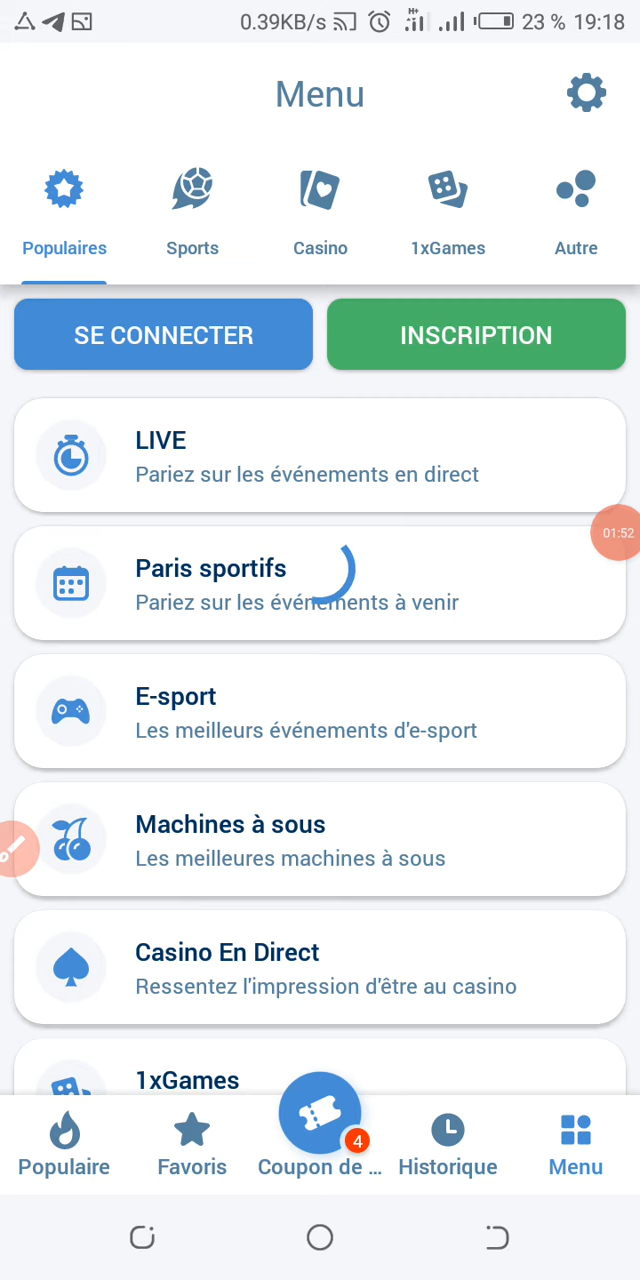 0.39KB/s H+ 23 % 19:18
Menu
Populaires Sports Casino 1xGames Autre
SE CONNECTER INSCRIPTION
LIVE
Pariez sur les événements en direct
01:52
Paris sportifs
Pariez sur les événements à venir
E-sport
Les meilleurs événements d'e-sport
Machines à sous
Les meilleures machines à sous
Casino En Direct
Ressentez l'impression d'être au casino
1xGames
4
Populaire Favoris Coupon de ... Historique Menu